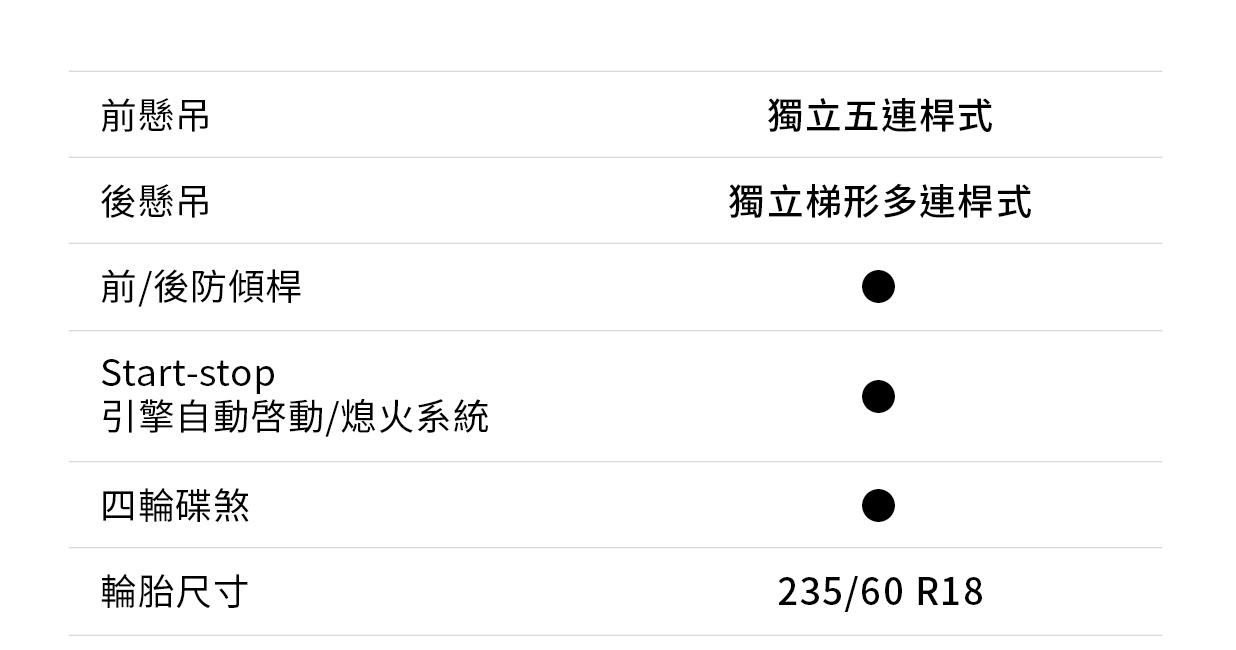 前懸吊 獨立五連桿式
後懸吊 獨立梯形多連桿式
前/後防傾桿 ●
Start-stop
引擎自動啓動/熄火系統 ●
四輪碟煞 ●
輪胎尺寸 235/60 R18